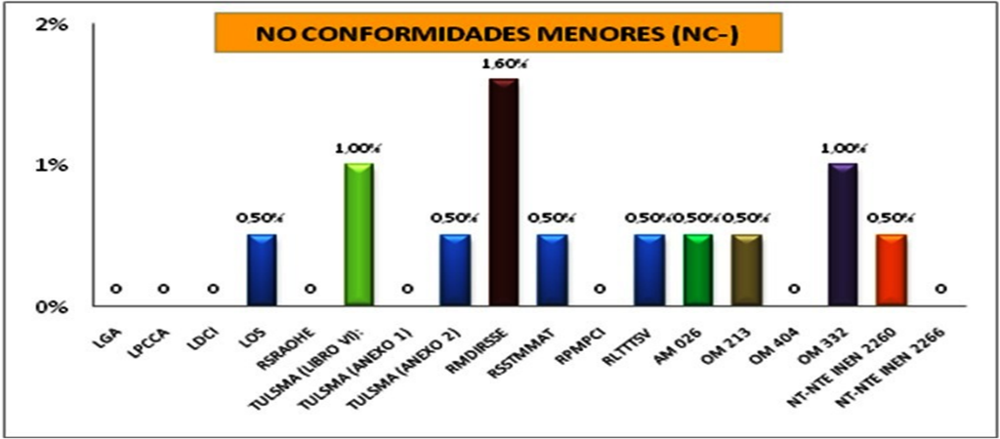 NO CONFORMIDADES MENORES (NC-)
2%
1%
0%
0
0
0
0,50%
0
1,00%
0
0,50%
1,60%
0,50%
0
0,50%
0,50%
0,50%
0
1,00%
0,50%
0
LGA
LPCCA
LDCI
LOS
RSRAOHE
TULSMA (LIBRO VI):
TULSMA (ANEXO 1)
TULSMA (ANEXO 2)
RMDJRSSE
RSSTMMAT
RPMPCI
RLTTTSV
AM 026
OM 213
OM 404
OM 332
NT-NTE INEN 2260
NT-NTE INEN 2266